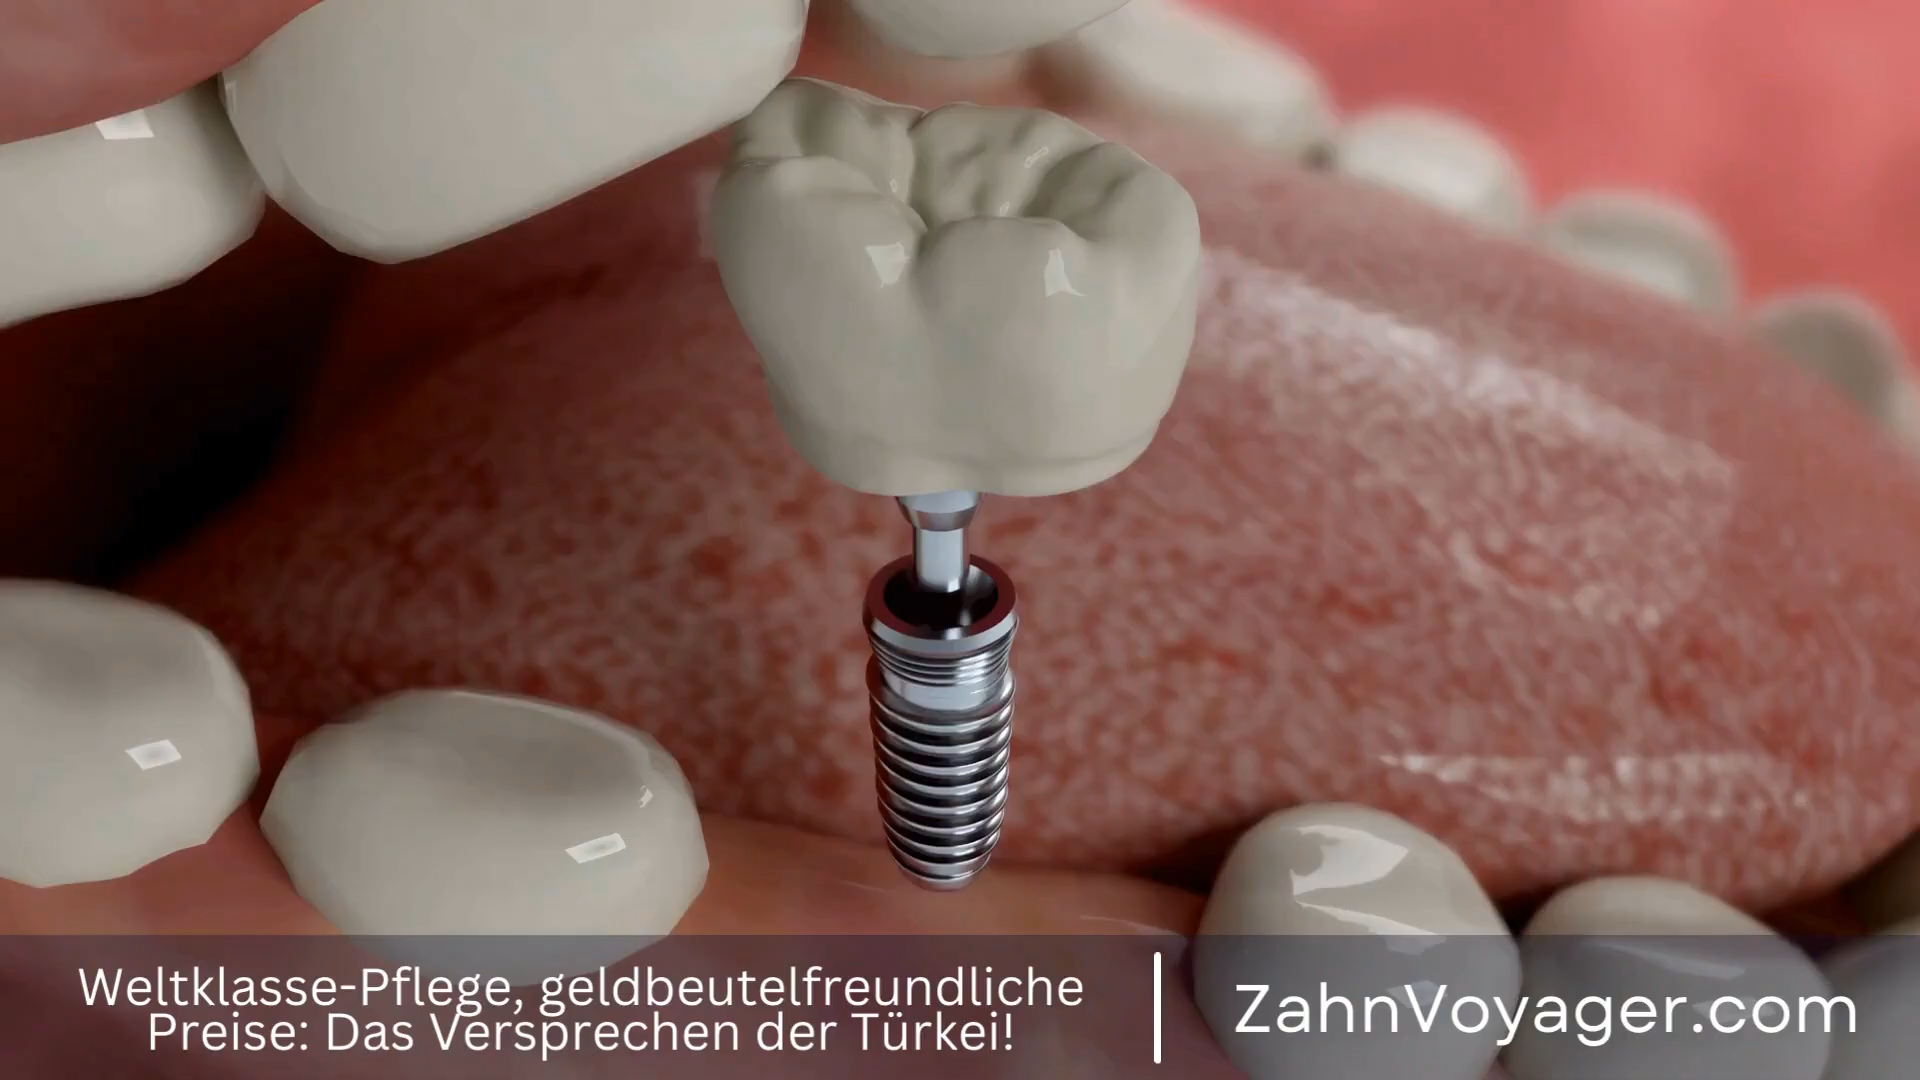 Weltklasse-Pflege, geldbeutelfreundliche
Preise: Das Versprechen der Türkei!
ZahnVoyager.com